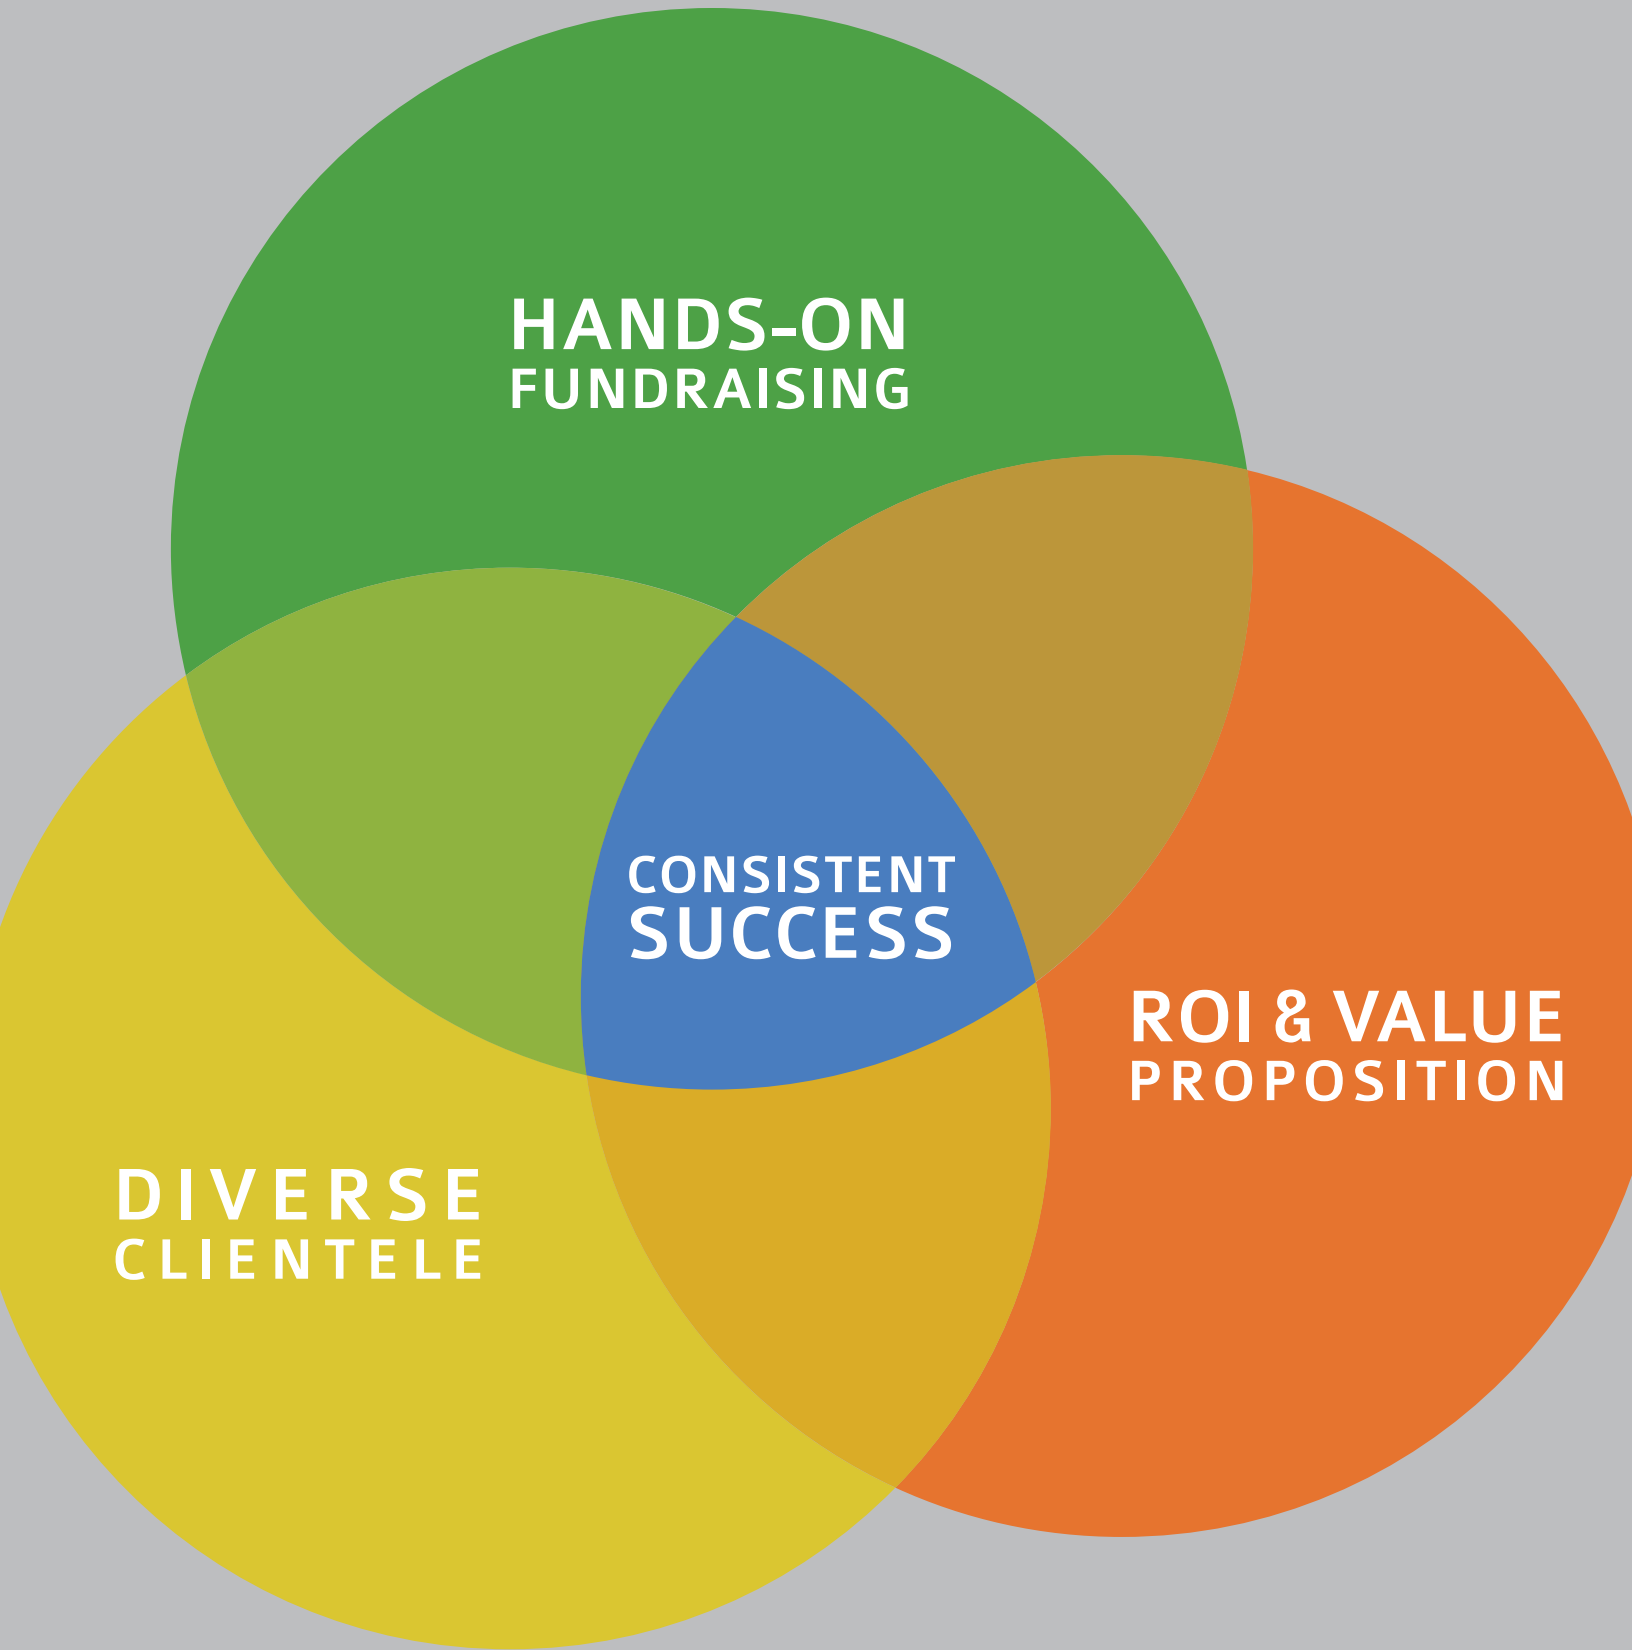 HANDS-ON
FUNDRAISING
CONSISTENT
SUCCESS
ROI & VALUE
PROPOSITION
DIVERSE
CLIENTELE